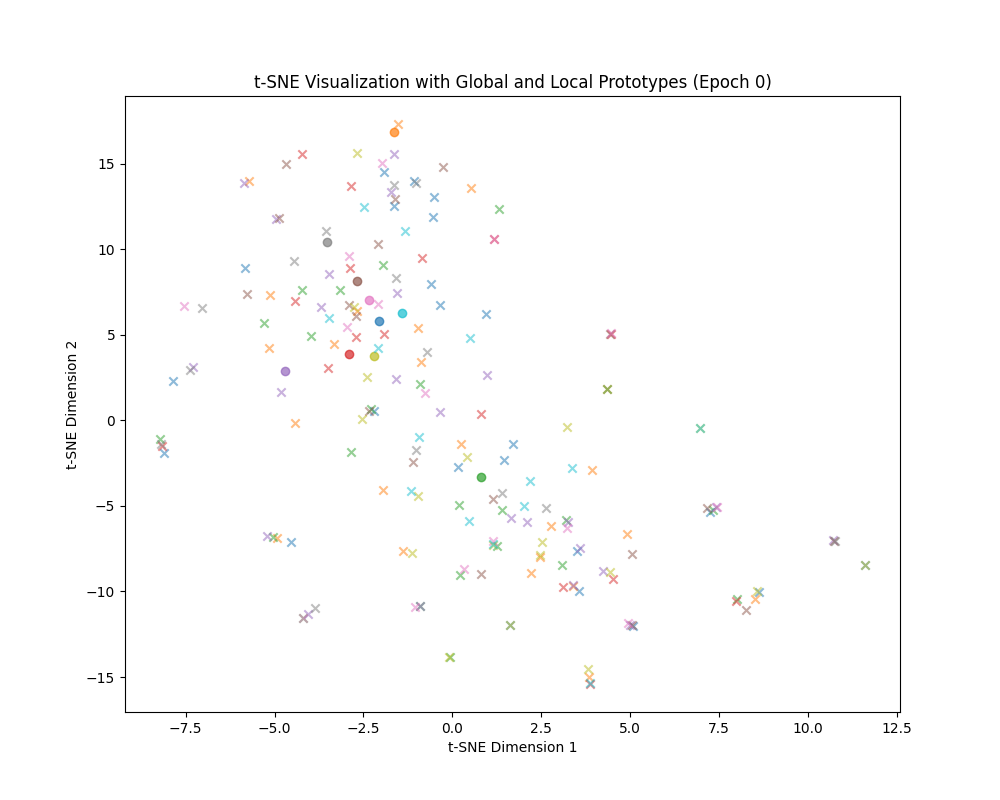 t-SNE Visualization with Global and Local Prototypes (Epoch 0)
15
10
5
0
−5
−10
−15
t-SNE Dimension 2
−7.5 −5.0 −2.5 0.0 2.5 5.0 7.5 10.0 12.5
t-SNE Dimension 1